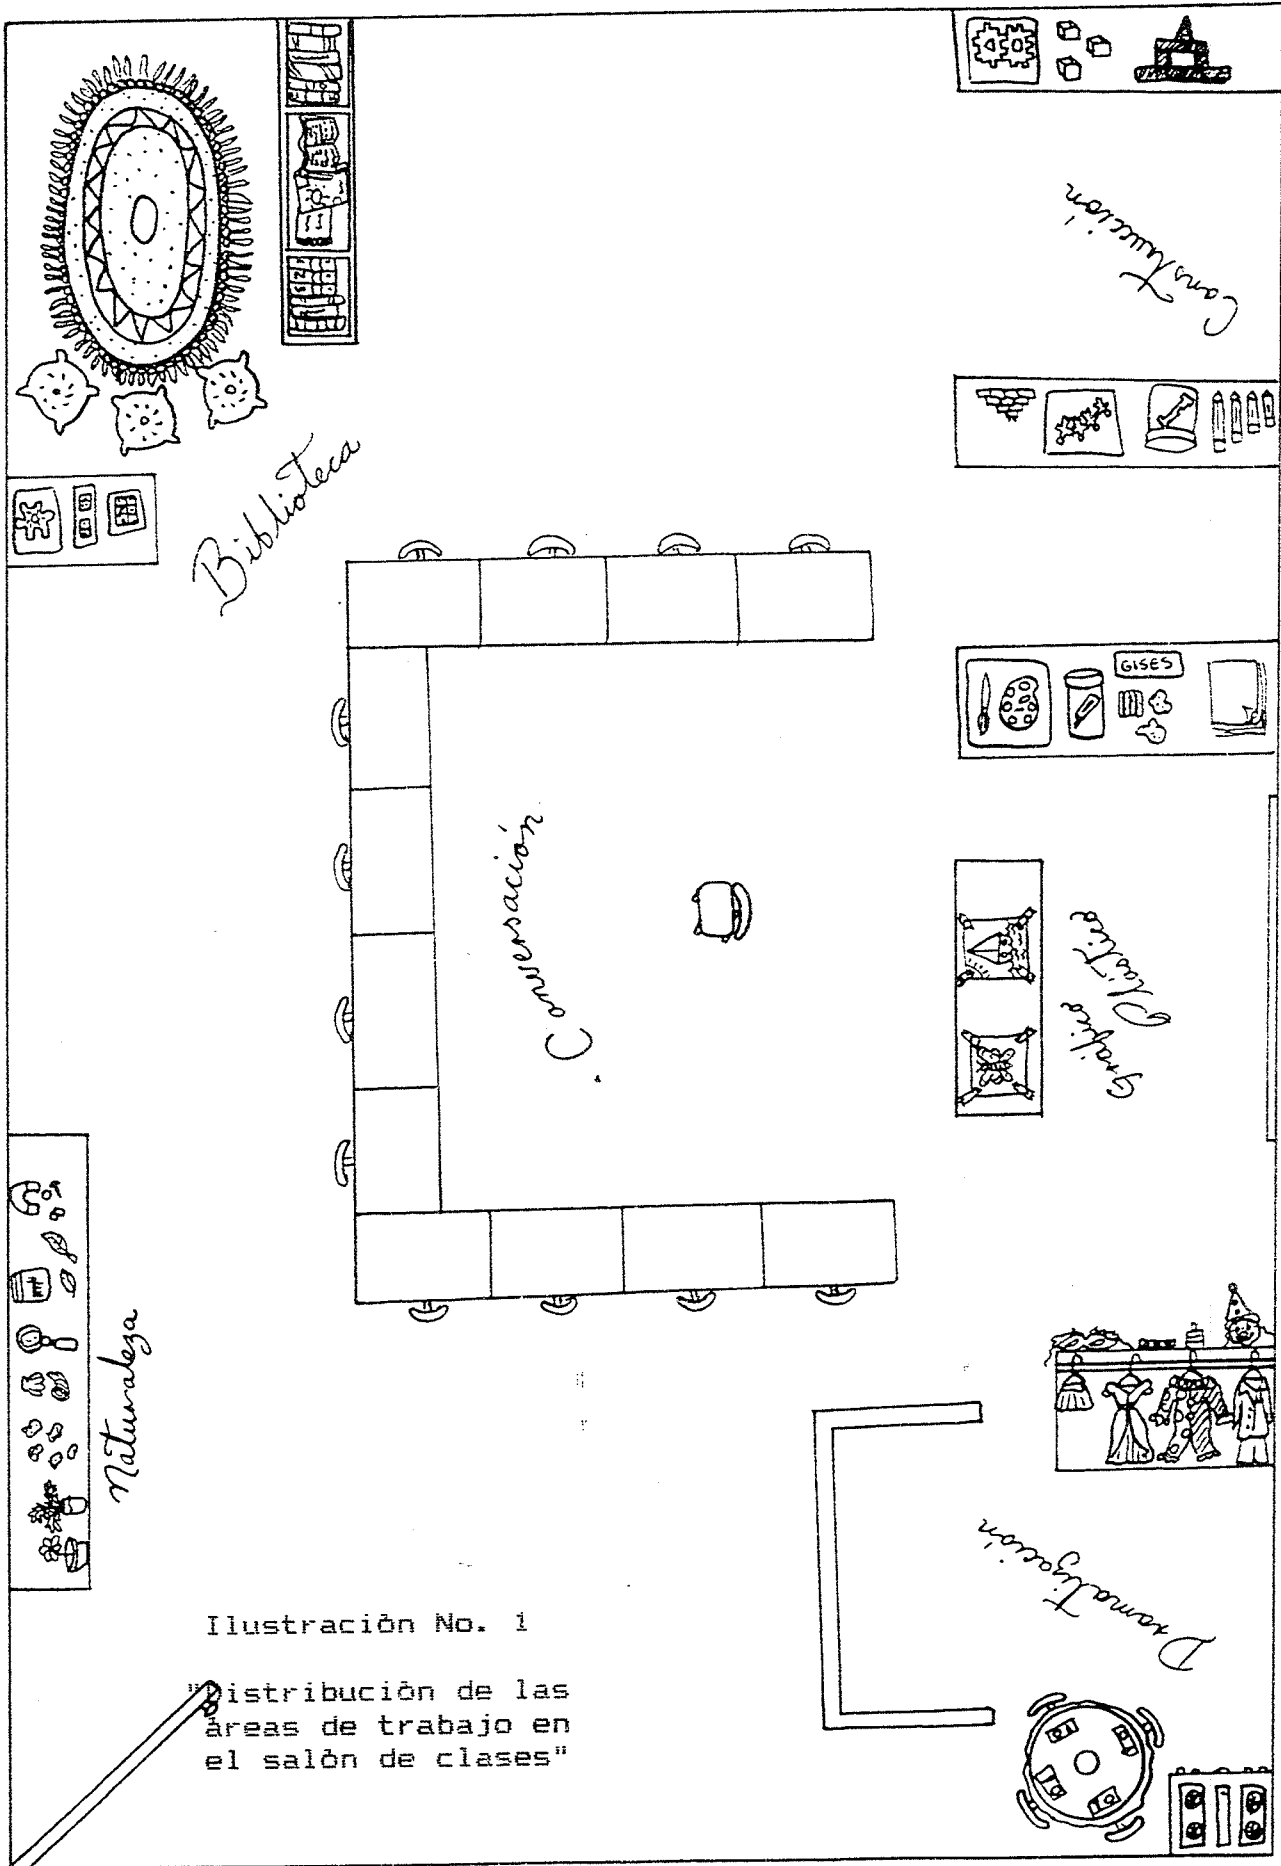 Construcción
Biblioteca
GISES
Conversación
Gráfico
Plástico
Naturaleza
Dramatización
Ilustración No. 1
"Distribución de las
áreas de trabajo en
el salón de clases"